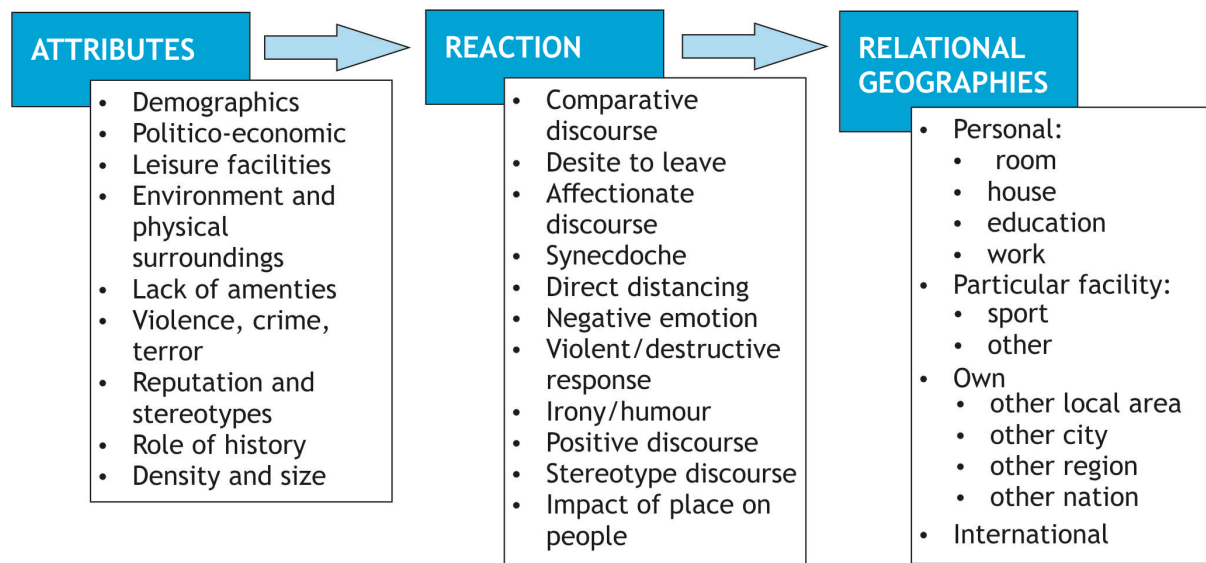 ATTRIBUTES
• Demographics
• Politico-economic
• Leisure facilities
• Environment and
physical
surroundings
• Lack of amenties
• Violence, crime,
terror
• Reputation and
stereotypes
• Role of history
• Density and size
REACTION
• Comparative
discourse
• Desite to leave
• Affectionate
discourse
• Synecdoche
• Direct distancing
• Negative emotion
• Violent/destructive
response
• Irony/humour
• Positive discourse
• Stereotype discourse
• Impact of place on
people
RELATIONAL
GEOGRAPHIES
• Personal:
• room
• house
• education
• work
• Particular facility:
• sport
• other
• Own
• other local area
• other city
• other region
• other nation
• International